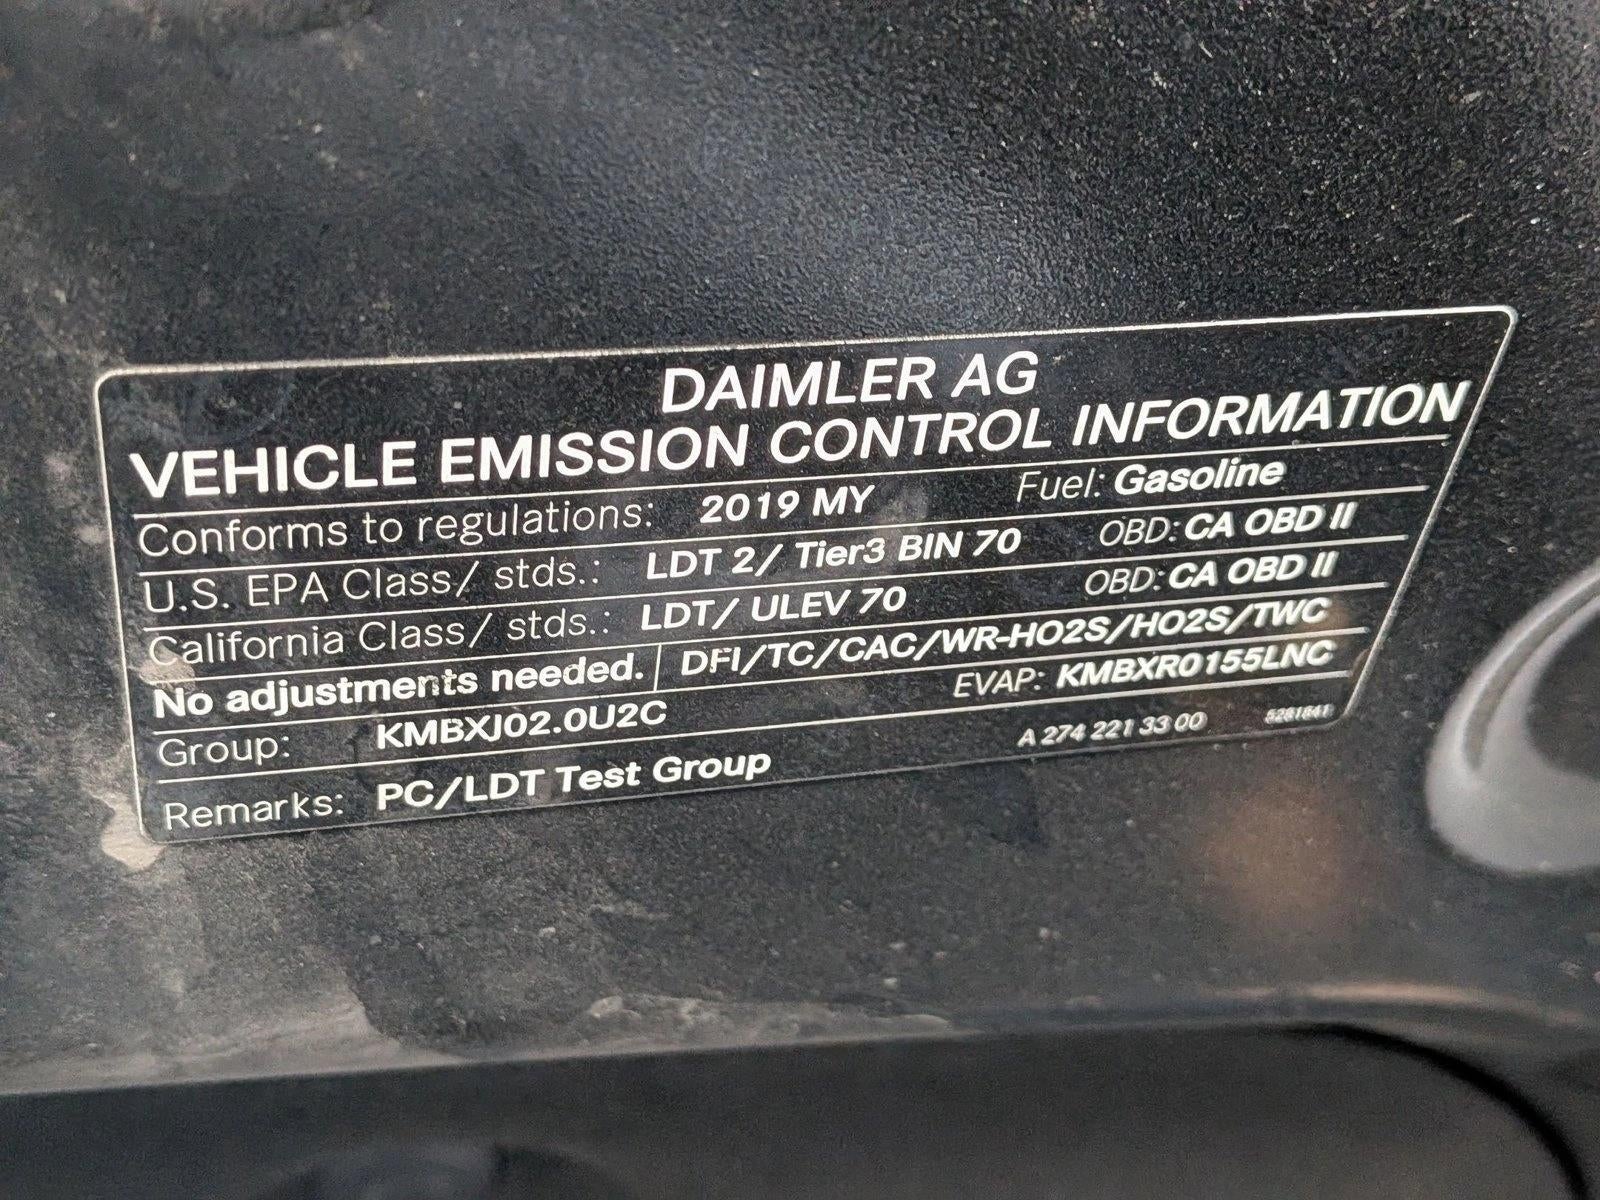 DAIMLER AG
VEHICLE EMISSION CONTROL INFORMATION
Conforms to regulations: 2019 MY Fuel: Gasoline
U.S. EPA Class/ stds.: LDT 2/ Tier3 BIN 70 OBD: CA OBD II
California Class/ stds.: LDT/ ULEV 70 OBD: CA OBD II
No adjustments needed. DFI/TC/CAC/WR-HO2S/HO2S/TWC
Group: KMBXJ02.0U2C EVAP: KMBXR0155LNC
Remarks: PC/LDT Test Group A 274 221 33 00 5281841